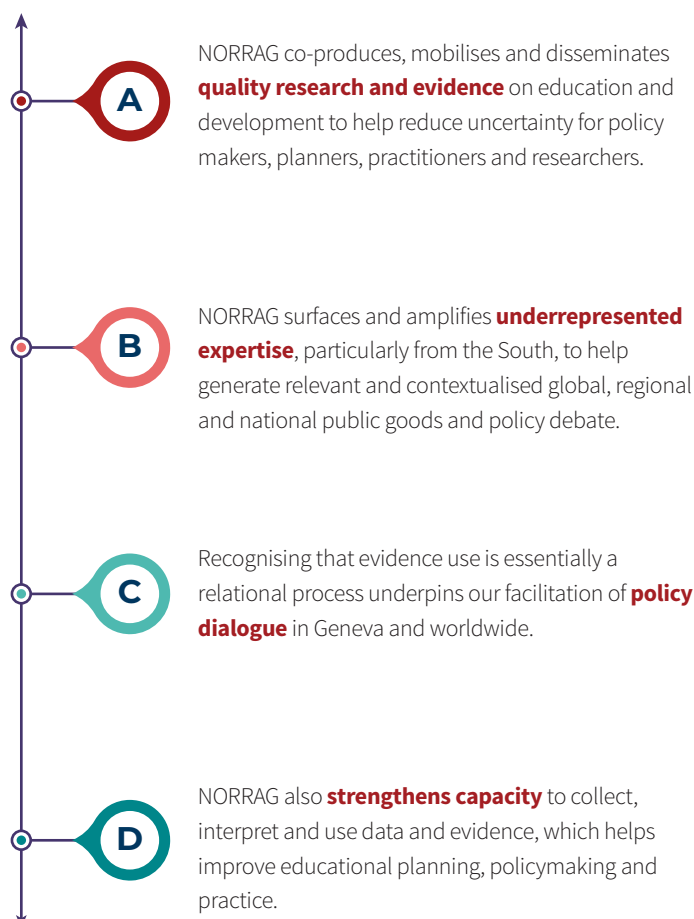 A
NORRAG co-produces, mobilises and disseminates
quality research and evidence on education and
development to help reduce uncertainty for policy
makers, planners, practitioners and researchers.
B
NORRAG surfaces and amplifies underrepresented
expertise, particularly from the South, to help
generate relevant and contextualised global, regional
and national public goods and policy debate.
C
Recognising that evidence use is essentially a
relational process underpins our facilitation of policy
dialogue in Geneva and worldwide.
D
NORRAG also strengthens capacity to collect,
interpret and use data and evidence, which helps
improve educational planning, policymaking and
practice.